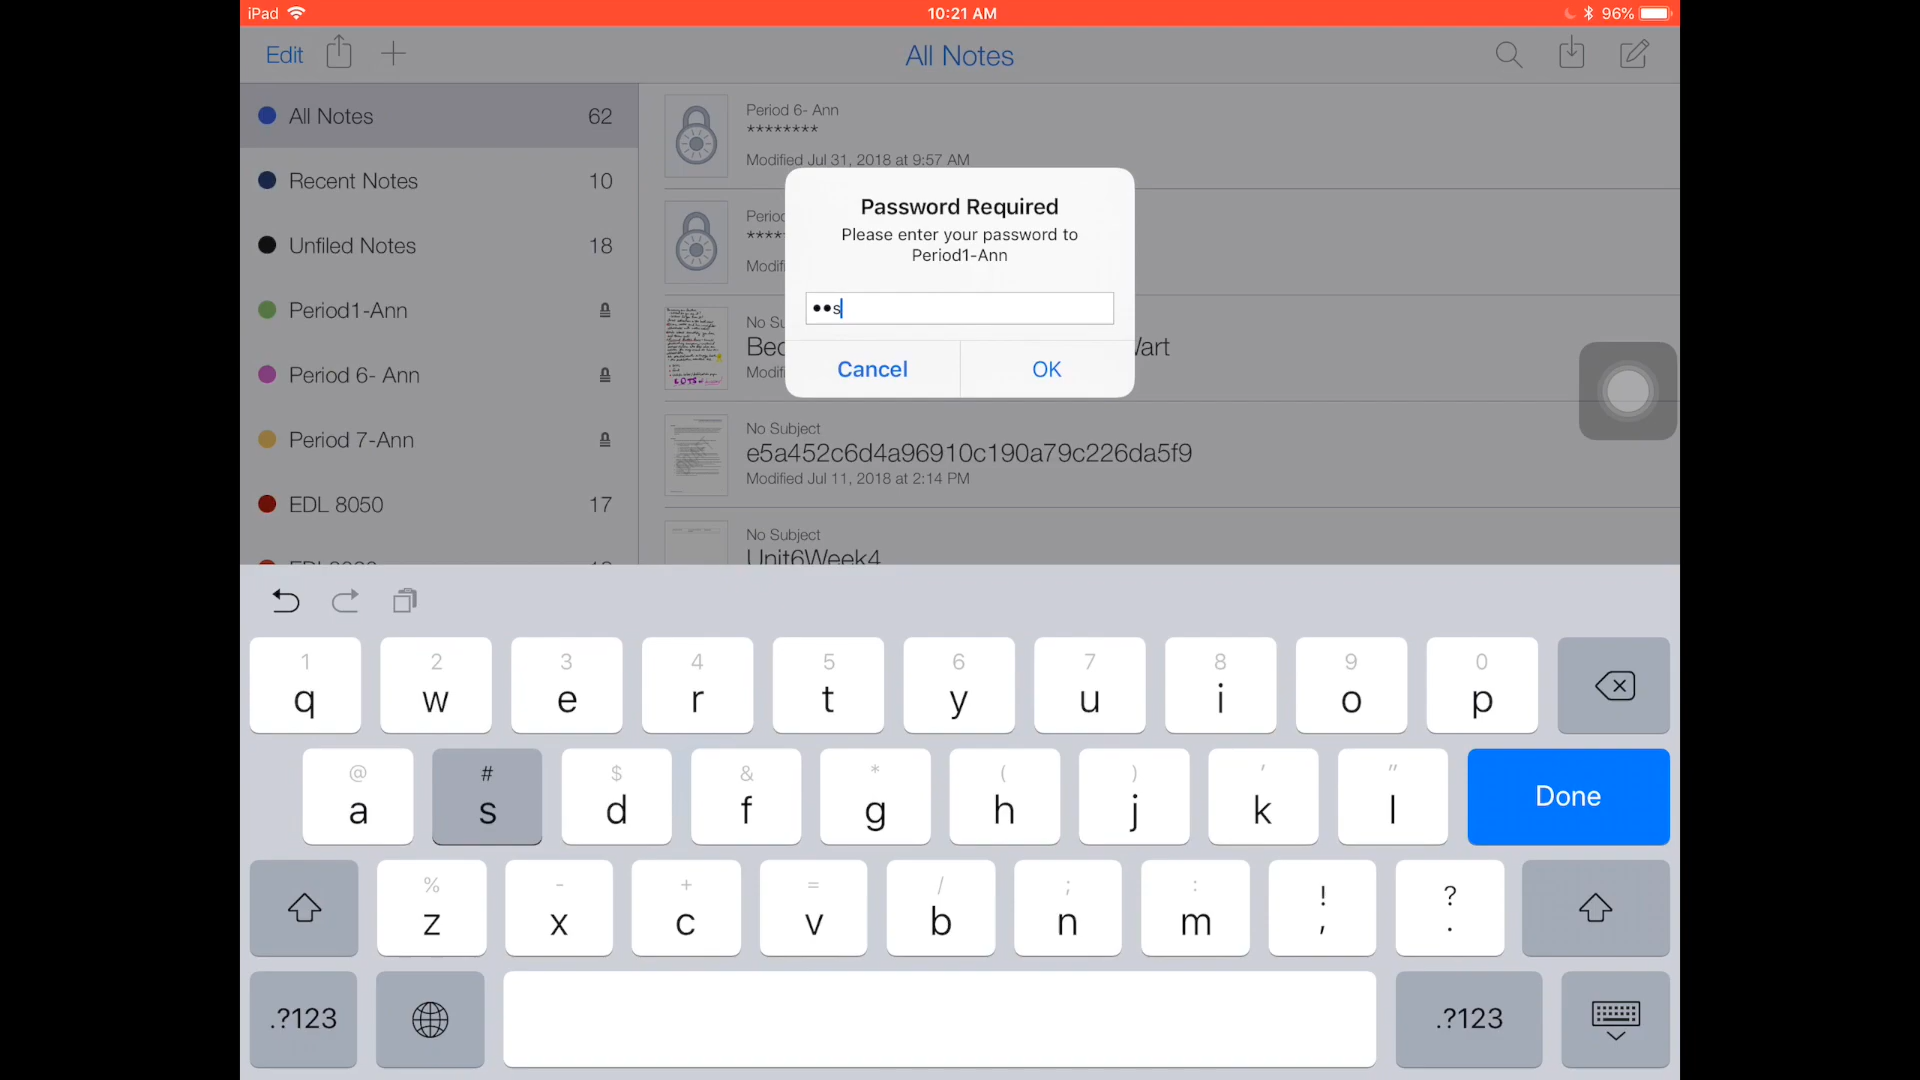 iPad 10:21 AM 96%
Edit All Notes
All Notes 62
Recent Notes 10
Unfiled Notes 18
Period1-Ann
Period 6- Ann
Period 7-Ann
EDL 8050 17
Period 6- Ann
********
Modified Jul 31, 2018 at 9:57 AM
No Subject
e5a452c6d4a96910c190a79c226da5f9
Modified Jul 11, 2018 at 2:14 PM
No Subject
Unit6Week4
Password Required
Please enter your password to
Period1-Ann
••s
Cancel OK
1 2 3 4 5 6 7 8 9 0
q w e r t y u i o p
@ # $ & * ( ) ' "
a s d f g h j k l Done
% - + = / ; : ! ?
z x c v b n m , .
.?123 .?123